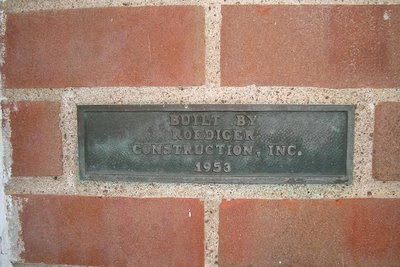 BUILT BY
ROEDIGER
CONSTRUCTION, INC.
1953